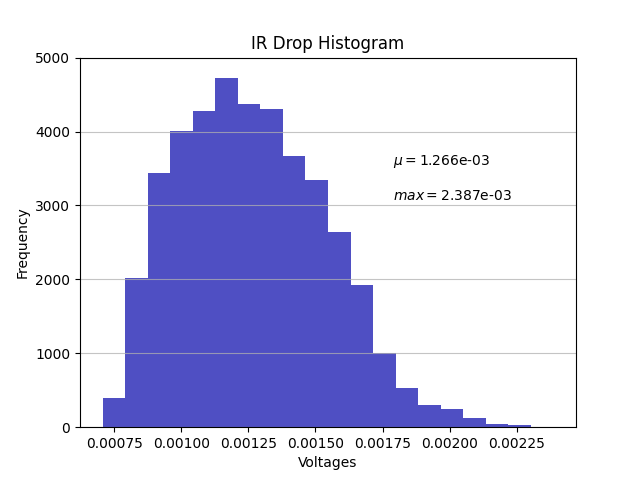 IR Drop Histogram
5000
4000
3000
2000
1000
0
Frequency
μ = 1.266e-03
max = 2.387e-03
0.00075 0.00100 0.00125 0.00150 0.00175 0.00200 0.00225
Voltages